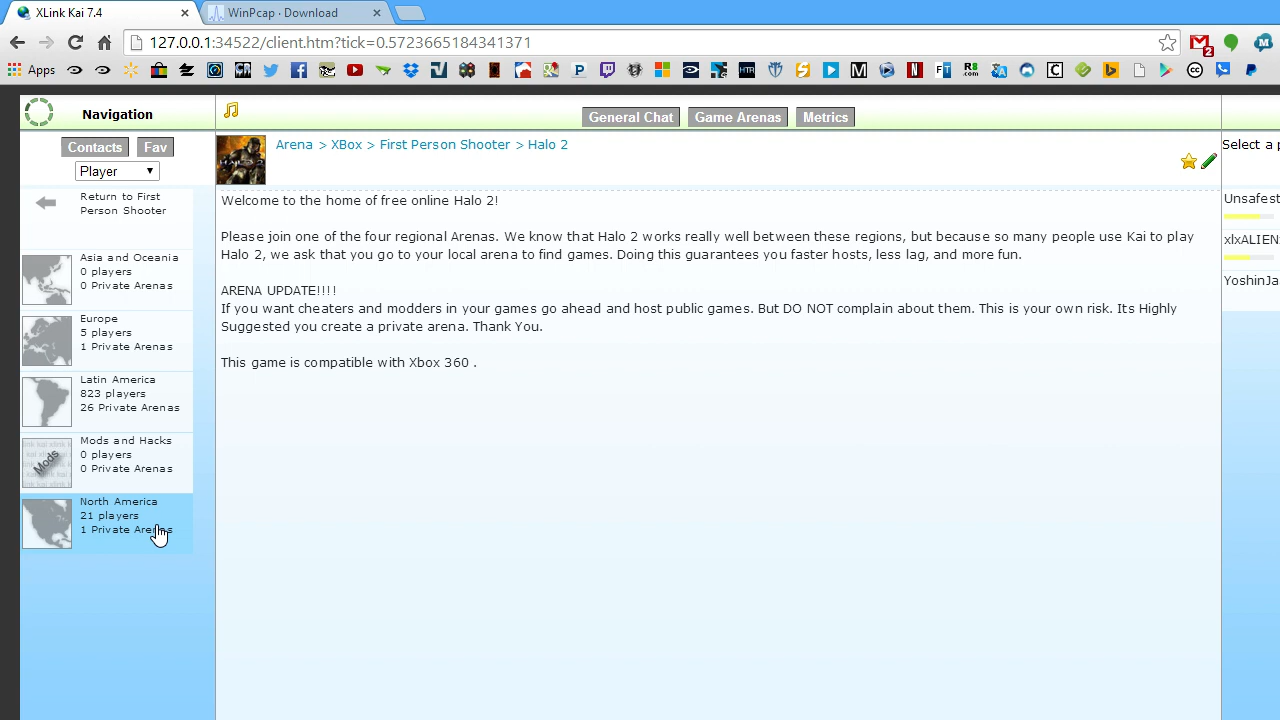 XLink Kai 7.4
WinPcap · Download
127.0.0.1:34522/client.htm?tick=0.5723665184341371
2
Apps
HTR
FT
R8
.com
Navigation
General Chat
Game Arenas
Metrics
Contacts
Fav
Player
Arena > XBox > First Person Shooter > Halo 2
Select a p
Return to First
Person Shooter
Asia and Oceania
0 players
0 Private Arenas
Europe
5 players
1 Private Arenas
Latin America
823 players
26 Private Arenas
Mods
Mods and Hacks
0 players
0 Private Arenas
North America
21 players
1 Private Arenas
Welcome to the home of free online Halo 2!
Please join one of the four regional Arenas. We know that Halo 2 works really well between these regions, but because so many people use Kai to play
Halo 2, we ask that you go to your local arena to find games. Doing this guarantees you faster hosts, less lag, and more fun.
ARENA UPDATE!!!!
If you want cheaters and modders in your games go ahead and host public games. But DO NOT complain about them. This is your own risk. Its Highly
Suggested you create a private arena. Thank You.
This game is compatible with Xbox 360 .
Unsafest
xlxALIENx
YoshinJa